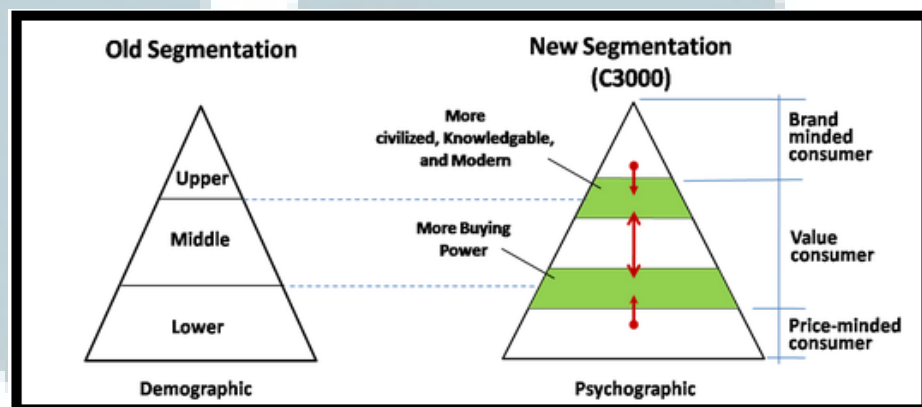 Old Segmentation
Upper
Middle
Lower
Demographic
New Segmentation
(C3000)
More
civilized, Knowledgable,
and Modern
More Buying
Power
Brand
minded
consumer
Value
consumer
Price-minded
consumer
Psychographic